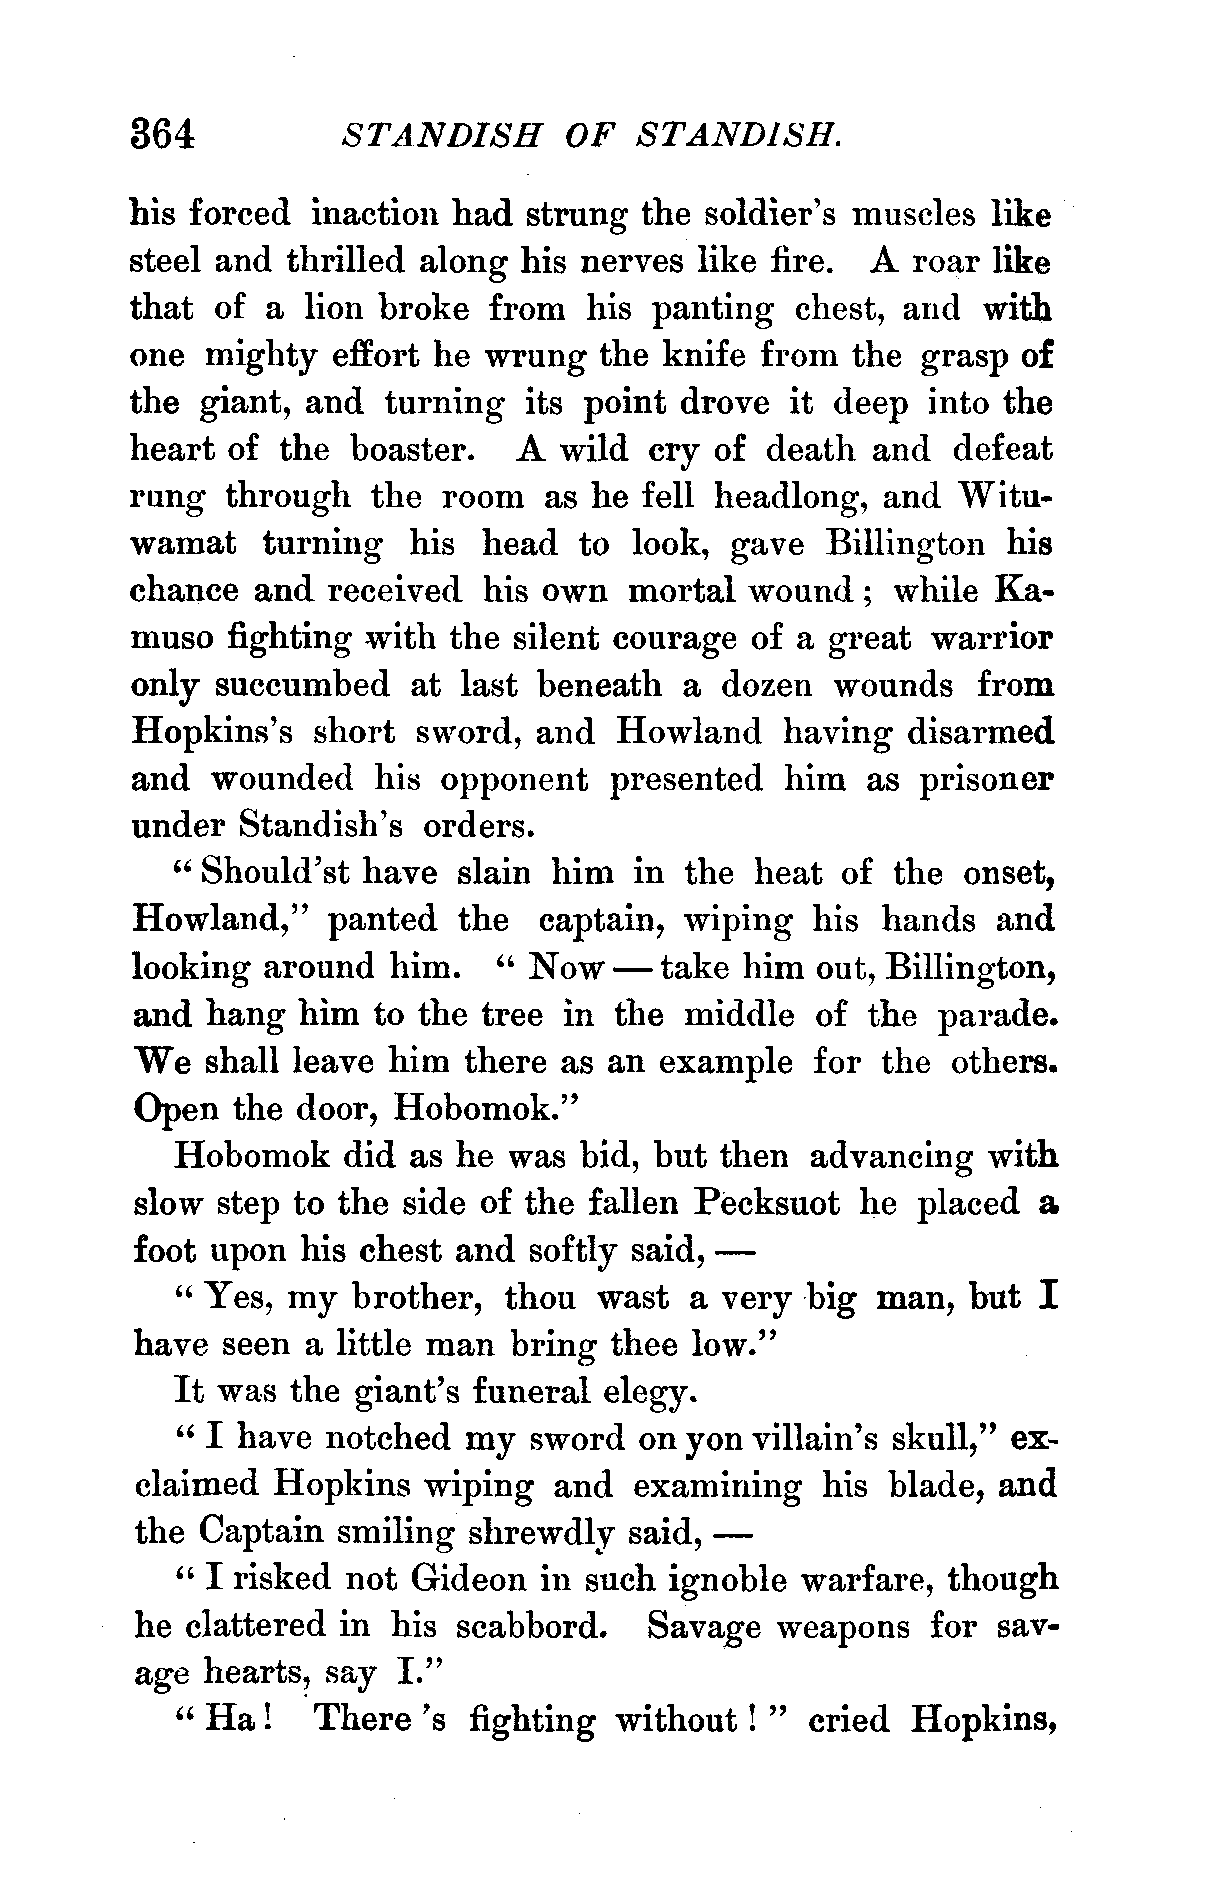 364 STANDISH OF STANDISH.
his forced inaction had strung the soldier's muscles like
steel and thrilled along his nerves like fire. A roar like
that of a lion broke from his panting chest, and with
one mighty effort he wrung the knife from the grasp of
the giant, and turning its point drove it deep into the
heart of the boaster. A wild cry of death and defeat
rung through the room as he fell headlong, and Witu-
wamat turning his head to look, gave Billington his
chance and received his own mortal wound; while Ka-
muso fighting with the silent courage of a great warrior
only succumbed at last beneath a dozen wounds from
Hopkins's short sword, and Howland having disarmed
and wounded his opponent presented him as prisoner
under Standish's orders.
"Should'st have slain him in the heat of the onset,
Howland," panted the captain, wiping his hands and
looking around him. "Now — take him out, Billington,
and hang him to the tree in the middle of the parade.
We shall leave him there as an example for the others.
Open the door, Hobomok."
Hobomok did as he was bid, but then advancing with
slow step to the side of the fallen Pecksuot he placed a
foot upon his chest and softly said, —
"Yes, my brother, thou wast a very big man, but I
have seen a little man bring thee low."
It was the giant's funeral elegy.
"I have notched my sword on yon villain's skull," ex-
claimed Hopkins wiping and examining his blade, and
the Captain smiling shrewdly said, —
"I risked not Gideon in such ignoble warfare, though
he clattered in his scabbord. Savage weapons for sav-
age hearts, say I."
"Ha! There's fighting without!" cried Hopkins,